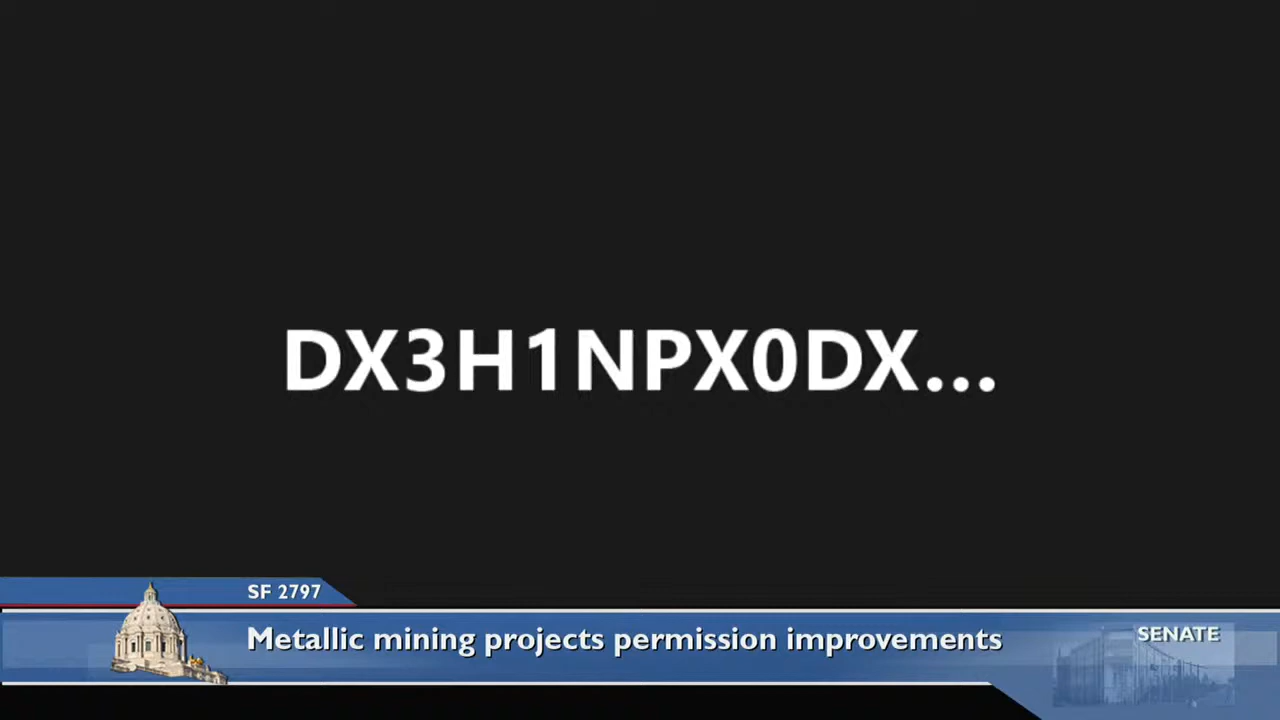 DX3H1NPX0DX...
SF 2797
Metallic mining projects permission improvements
SENATE